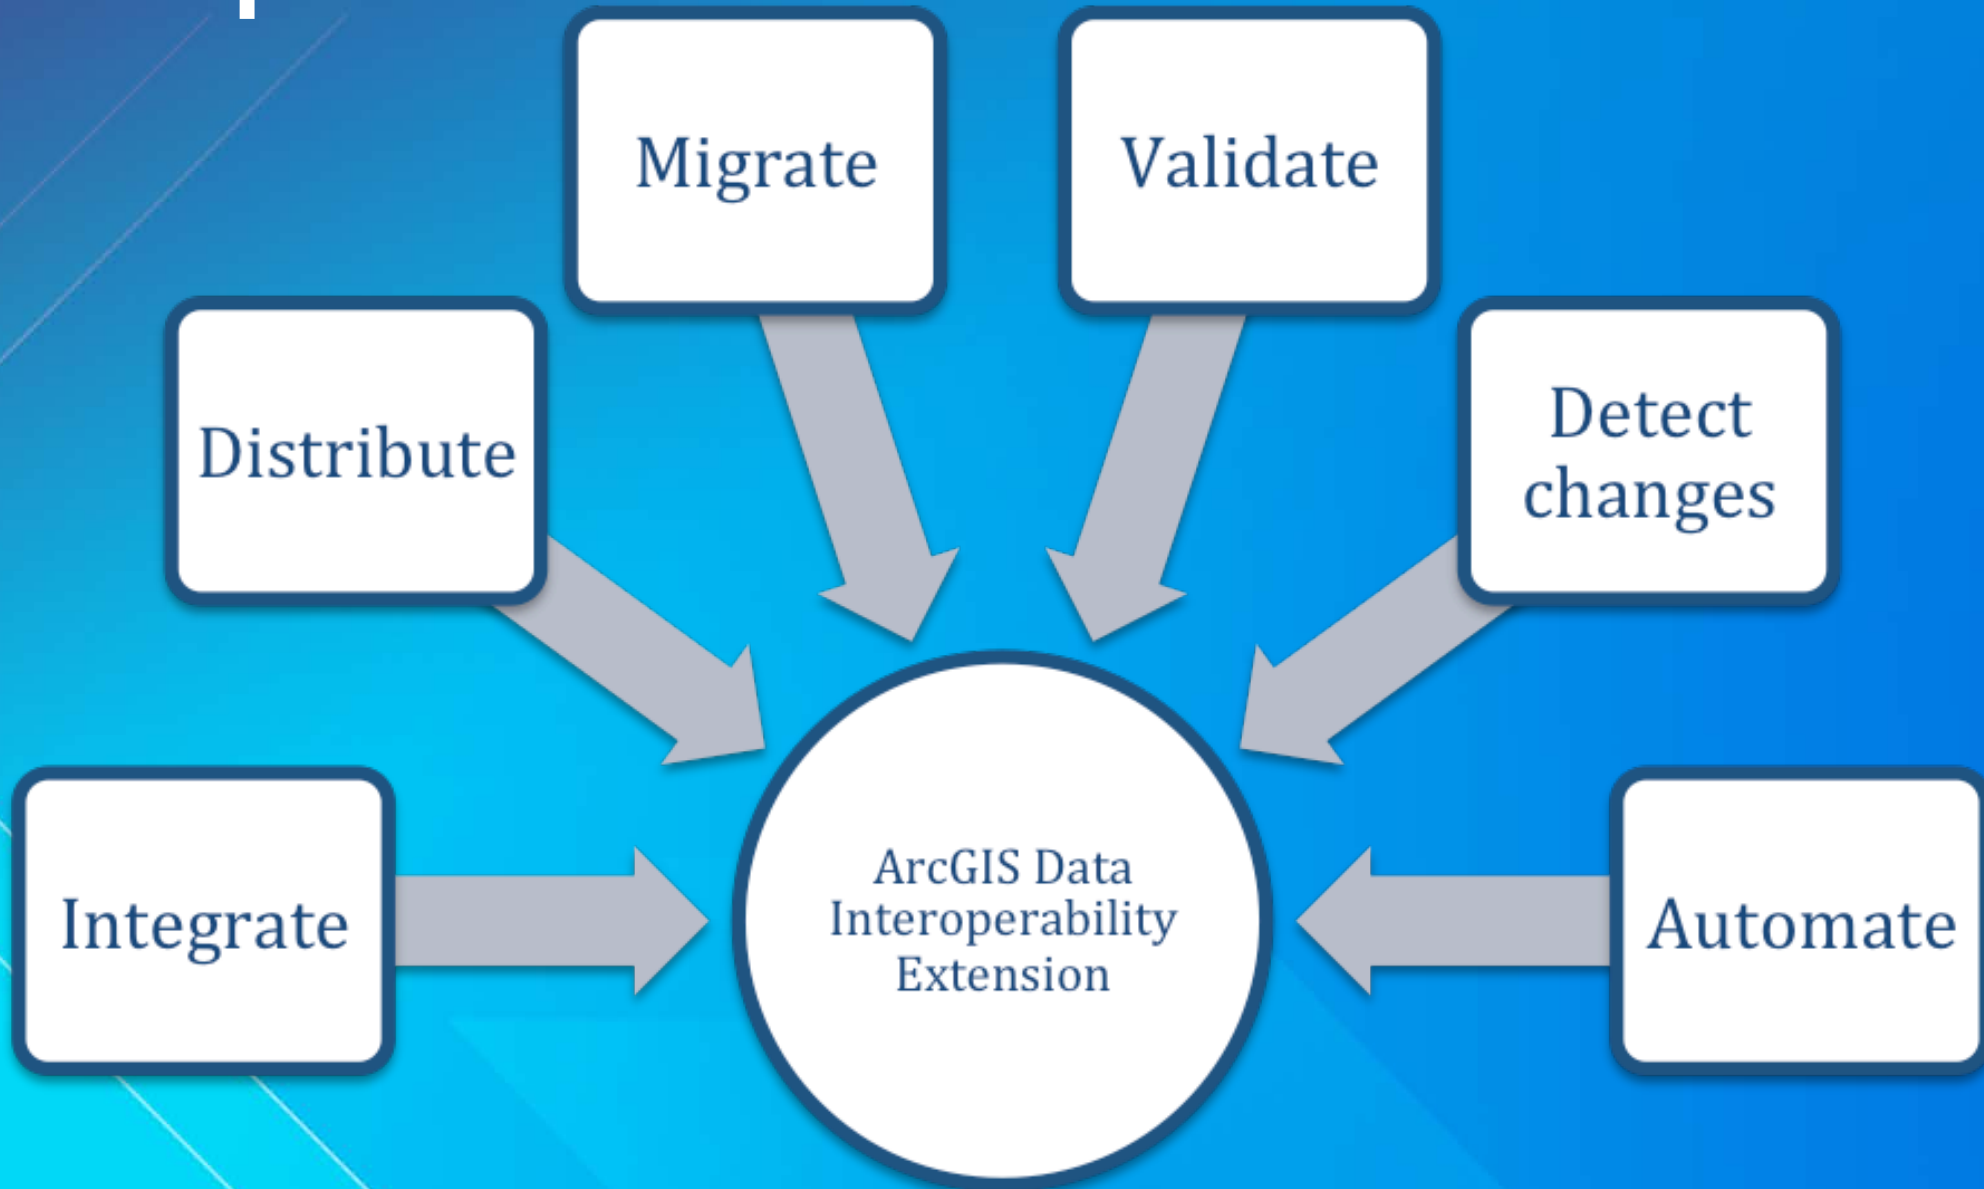 Migrate
Validate
Distribute
Detect
changes
Integrate
ArcGIS Data
Interoperability
Extension
Automate